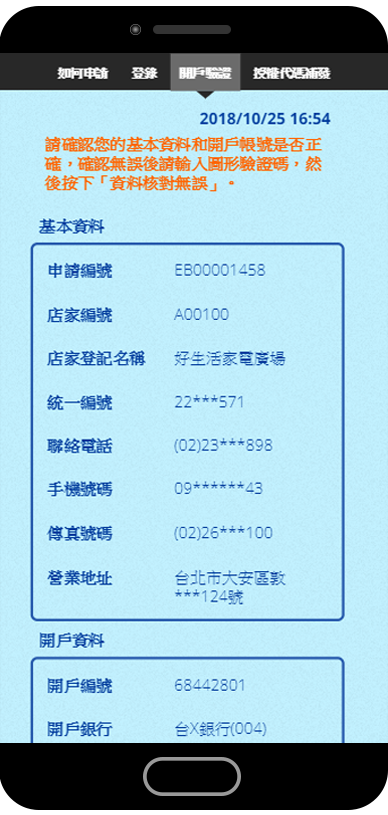 如何申請 登錄 開戶驗證 授權代碼補發
2018/10/25 16:54
請確認您的基本資料和開戶帳號是否正
確，確認無誤後請輸入圖形驗證碼，然
後按下「資料核對無誤」。
基本資料
申請編號 EB00001458
店家編號 A00100
店家登記名稱 好生活家電廣場
統一編號 22***571
聯絡電話 (02)23***898
手機號碼 09******43
傳真號碼 (02)26***100
營業地址 台北市大安區敦
***124號
開戶資料
開戶編號 68442801
開戶銀行 台X銀行(004)